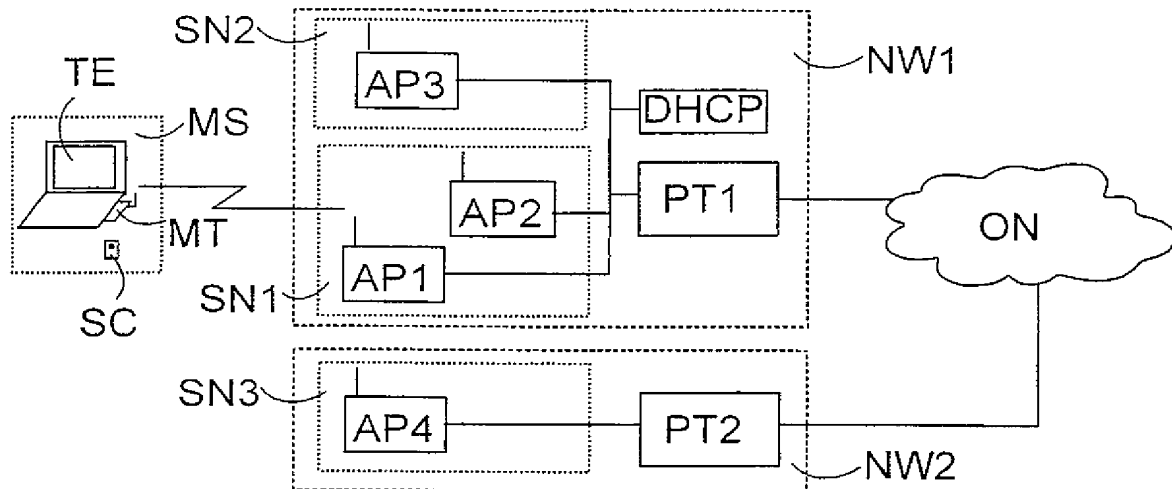 SN2
NW1
TE
AP3
DHCP
MS
AP2
PT1
ON
MT
AP1
SN1
SC
SN3
AP4
PT2
NW2